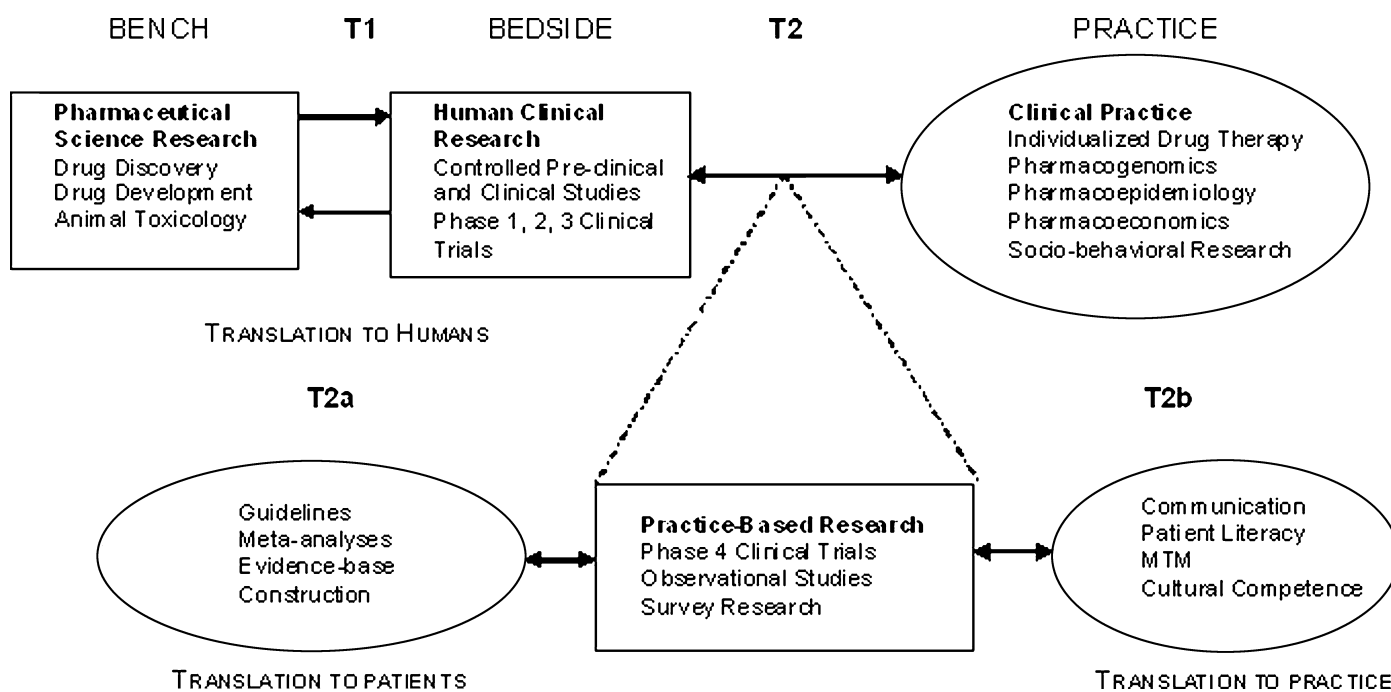 BENCH T1 BEDSIDE T2 PRACTICE
Pharmaceutical
Science Research
Drug Discovery
Drug Development
Animal Toxicology
Human Clinical
Research
Controlled Pre-clinical
and Clinical Studies
Phase 1, 2, 3 Clinical
Trials
Clinical Practice
Individualized Drug Therapy
Pharmacogenomics
Pharmacoepidemiology
Pharmacoeconomics
Socio-behavioral Research
TRANSLATION TO HUMANS
T2a
T2b
Guidelines
Meta-analyses
Evidence-base
Construction
Practice-Based Research
Phase 4 Clinical Trials
Observational Studies
Survey Research
Communication
Patient Literacy
MTM
Cultural Competence
TRANSLATION TO PATIENTS
TRANSLATION TO PRACTICE